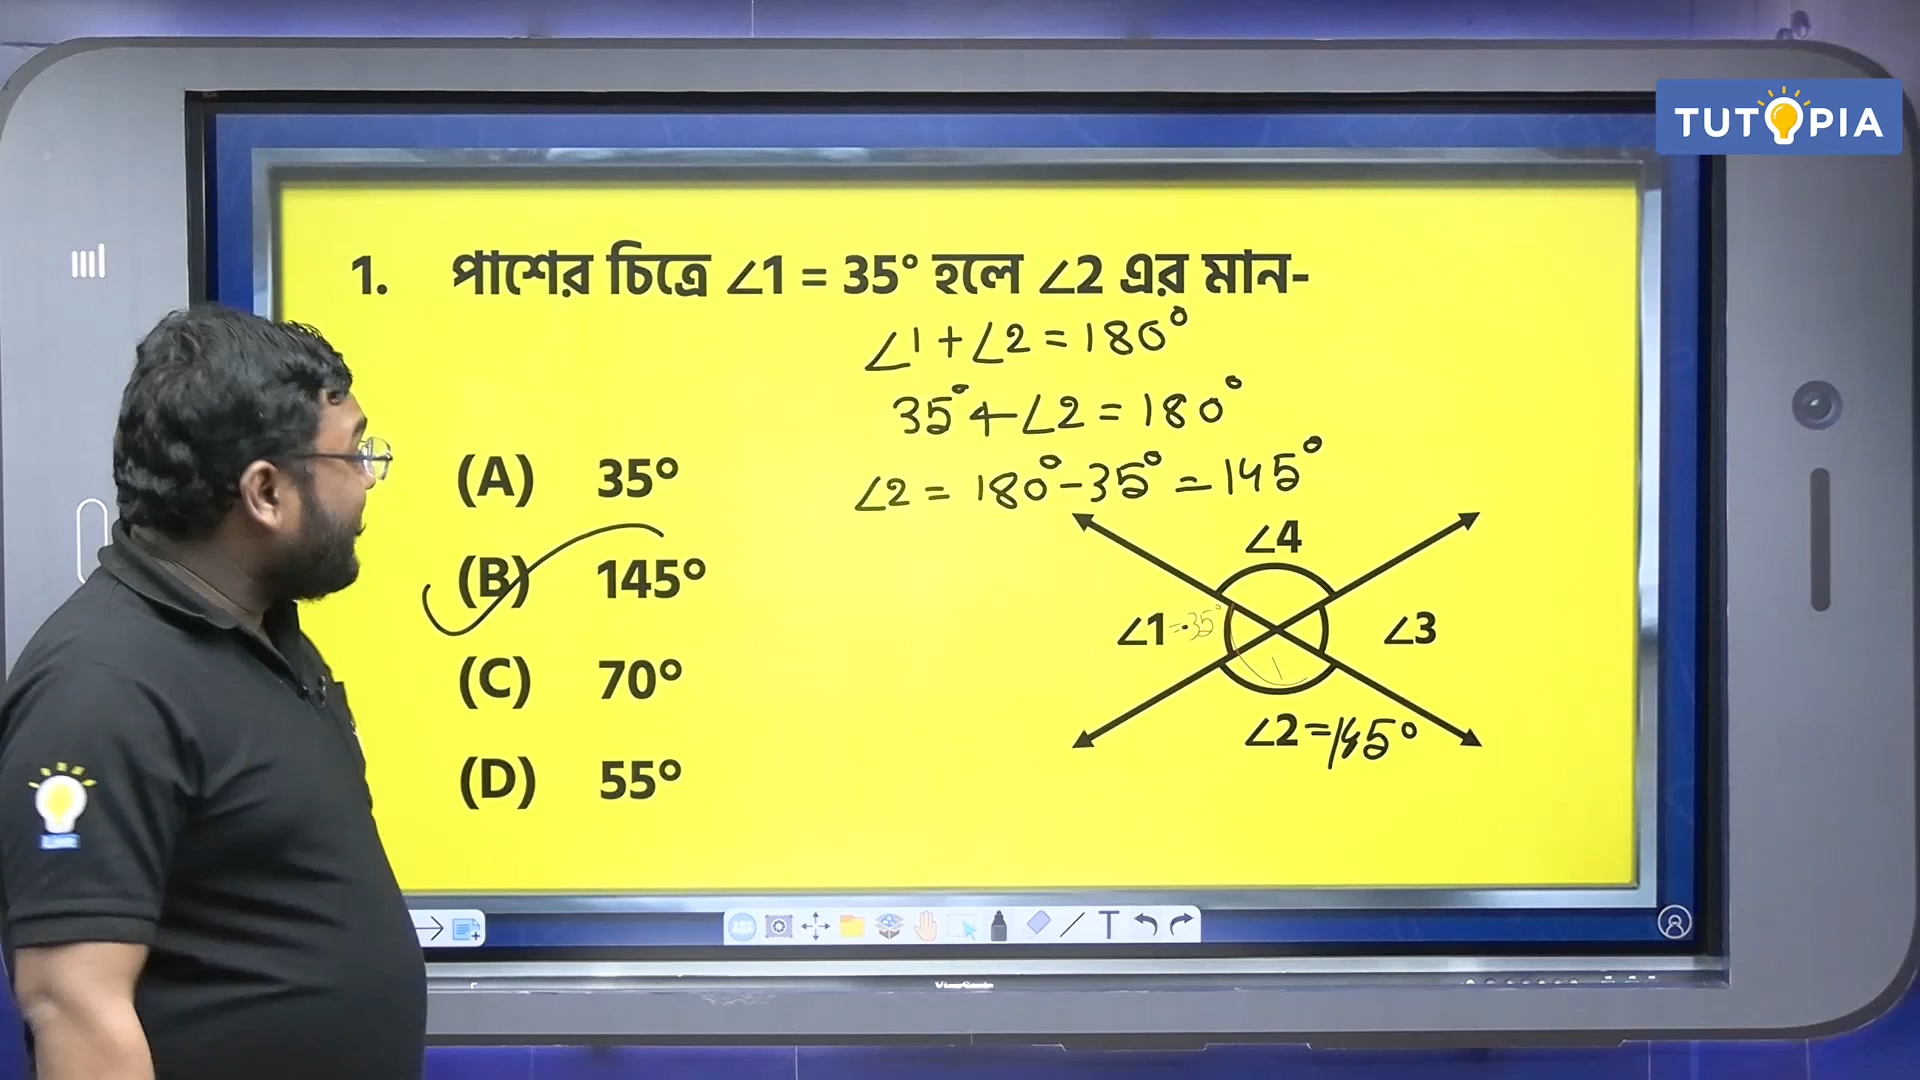 TUTOPIA
1. পাশের চিত্রে ∠1 = 35° হলে ∠2 এর মান-
∠1+∠2=180°
35°+∠2=180°
∠2=180°-35°=145°
(A) 35°
(B) 145°
(C) 70°
(D) 55°
∠4
∠1=35°
∠3
∠2=145°
ViewSonic